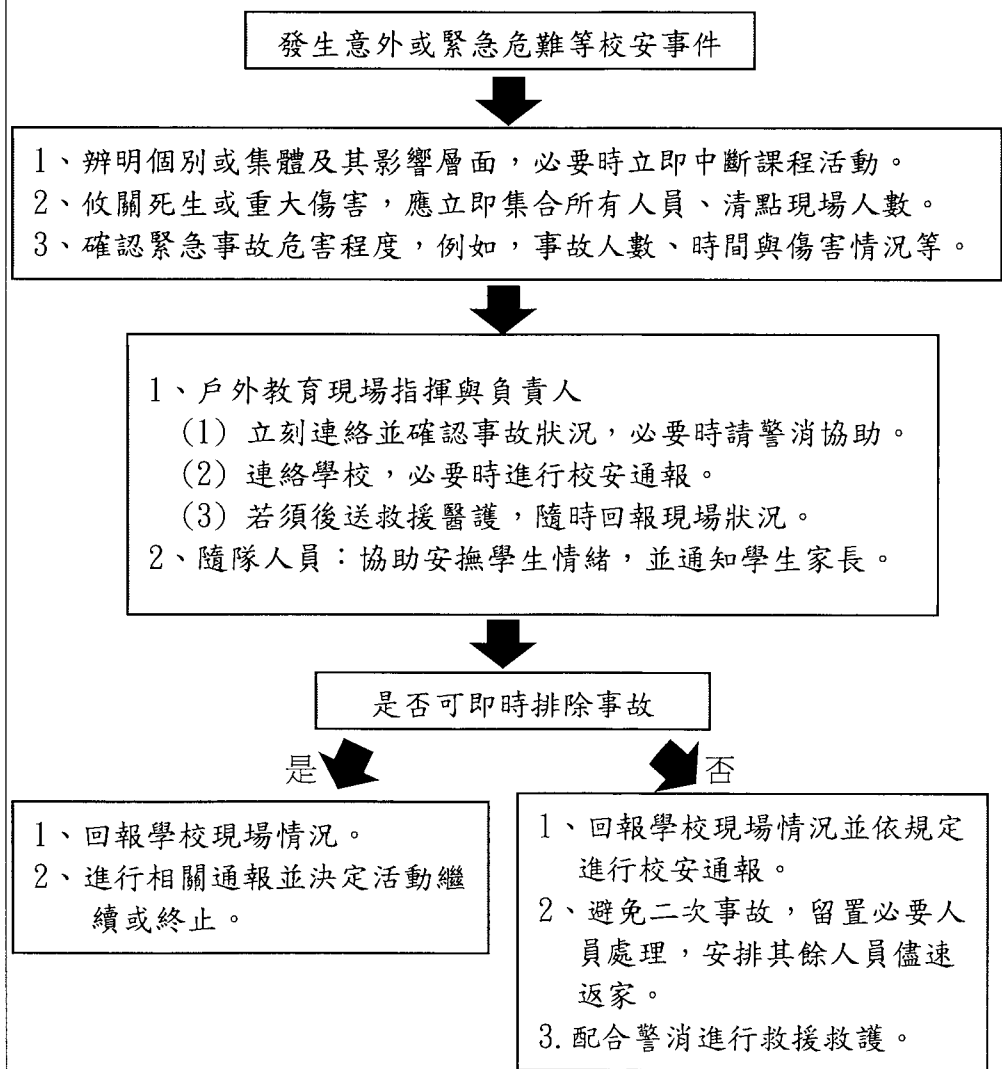 發生意外或緊急危難等校安事件
1、辨明個別或集體及其影響層面，必要時立即中斷課程活動。
2、攸關死生或重大傷害，應立即集合所有人員、清點現場人數。
3、確認緊急事故危害程度，例如，事故人數、時間與傷害情況等。
1、戶外教育現場指揮與負責人
(1) 立刻連絡並確認事故狀況，必要時請警消協助。
(2) 連絡學校，必要時進行校安通報。
(3) 若須後送救援醫護，隨時回報現場狀況。
2、隨隊人員：協助安撫學生情緒，並通知學生家長。
是否可即時排除事故
是
1、回報學校現場情況。
2、進行相關通報並決定活動繼
續或終止。
否
1、回報學校現場情況並依規定
進行校安通報。
2、避免二次事故，留置必要人
員處理，安排其餘人員儘速
返家。
3.配合警消進行救援救護。